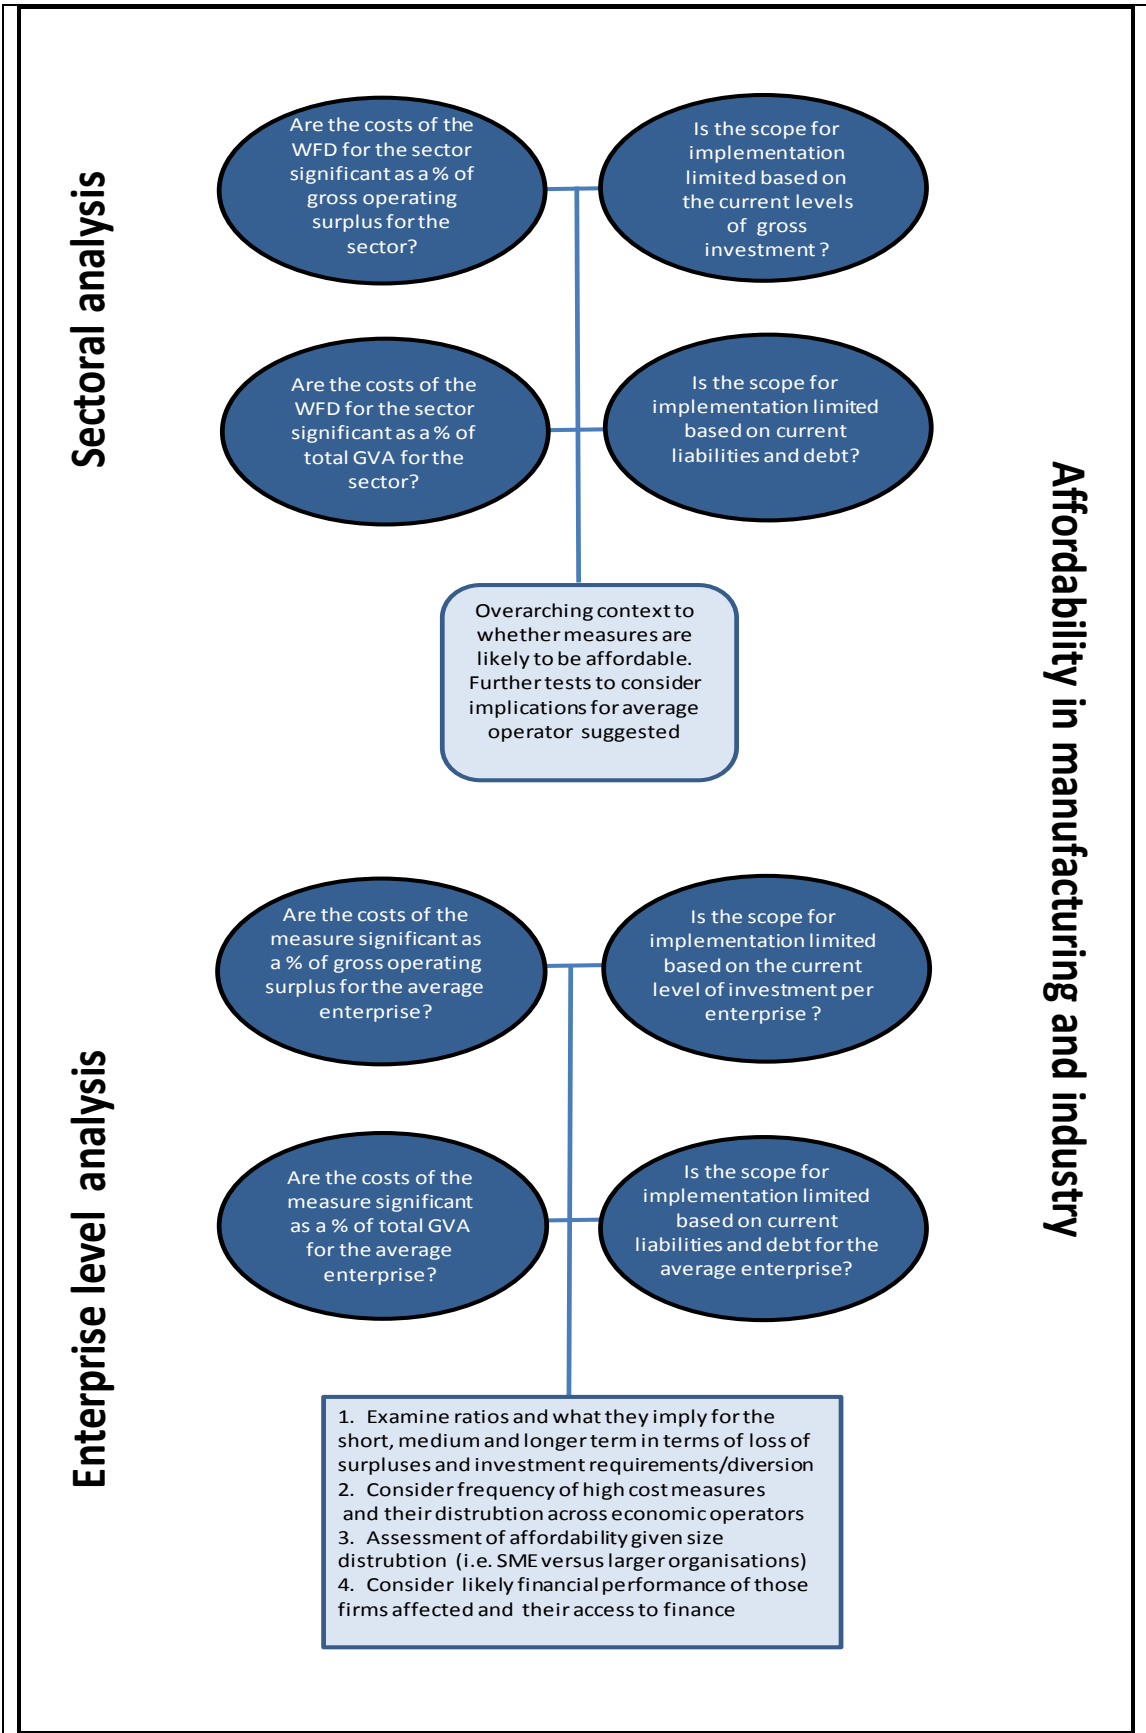 Sectoral analysis
Are the costs of the
WFD for the sector
significant as a % of
gross operating
surplus for the
sector?
Is the scope for
implementation
limited based on
the current levels
of gross
investment ?
Are the costs of the
WFD for the sector
significant as a % of
total GVA for the
sector?
Is the scope for
implementation limited
based on current
liabilities and debt?
Overarching context to
whether measures are
likely to be affordable.
Further tests to consider
implications for average
operator suggested
Affordability in manufacturing and industry
Enterprise level analysis
Are the costs of the
measure significant as
a % of gross operating
surplus for the average
enterprise?
Is the scope for
implementation limited
based on the current
level of investment per
enterprise ?
Are the costs of the
measure significant
as a % of total GVA
for the average
enterprise?
Is the scope for
implementation limited
based on current
liabilities and debt for the
average enterprise?
1. Examine ratios and what they imply for the
short, medium and longer term in terms of loss of
surpluses and investment requirements/diversion
2. Consider frequency of high cost measures
and their distrubtion across economic operators
3. Assessment of affordability given size
distrubtion (i.e. SME versus larger organisations)
4. Consider likely financial performance of those
firms affected and their access to finance